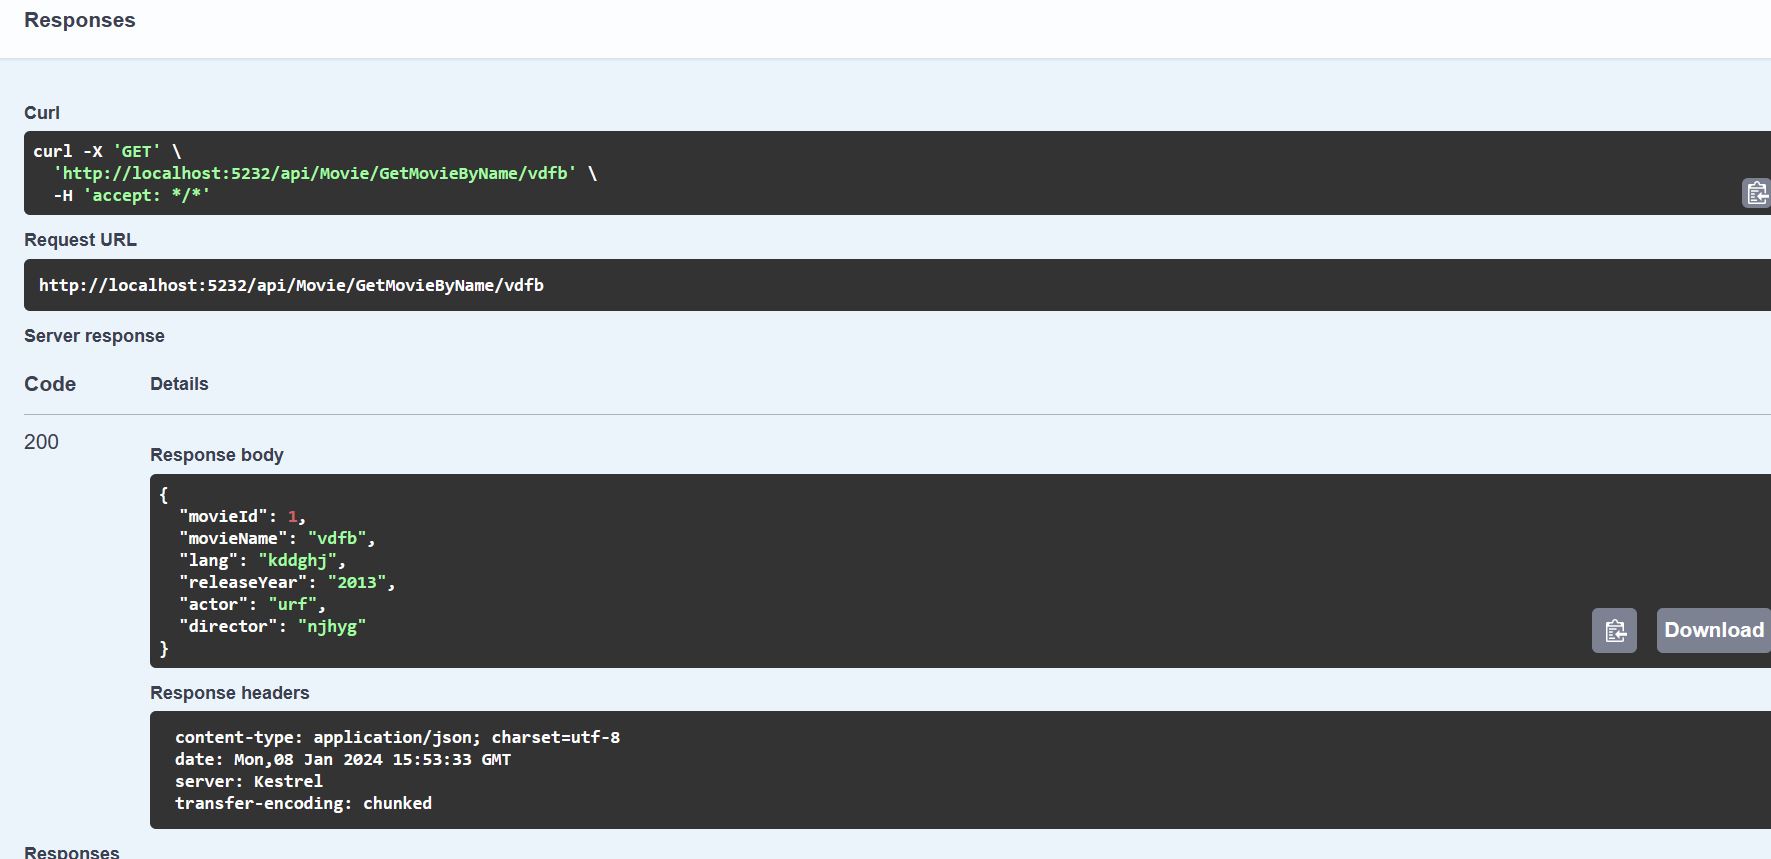 Responses
Curl
curl -X 'GET' \
  'http://localhost:5232/api/Movie/GetMovieByName/vdfb' \
  -H 'accept: */*'
Request URL
http://localhost:5232/api/Movie/GetMovieByName/vdfb
Server response
Code Details
200
Response body
{
  "movieId": 1,
  "movieName": "vdfb",
  "lang": "kddghj",
  "releaseYear": "2013",
  "actor": "urf",
  "director": "njhyg"
}
Download
Response headers
content-type: application/json; charset=utf-8
date: Mon,08 Jan 2024 15:53:33 GMT
server: Kestrel
transfer-encoding: chunked
Responses